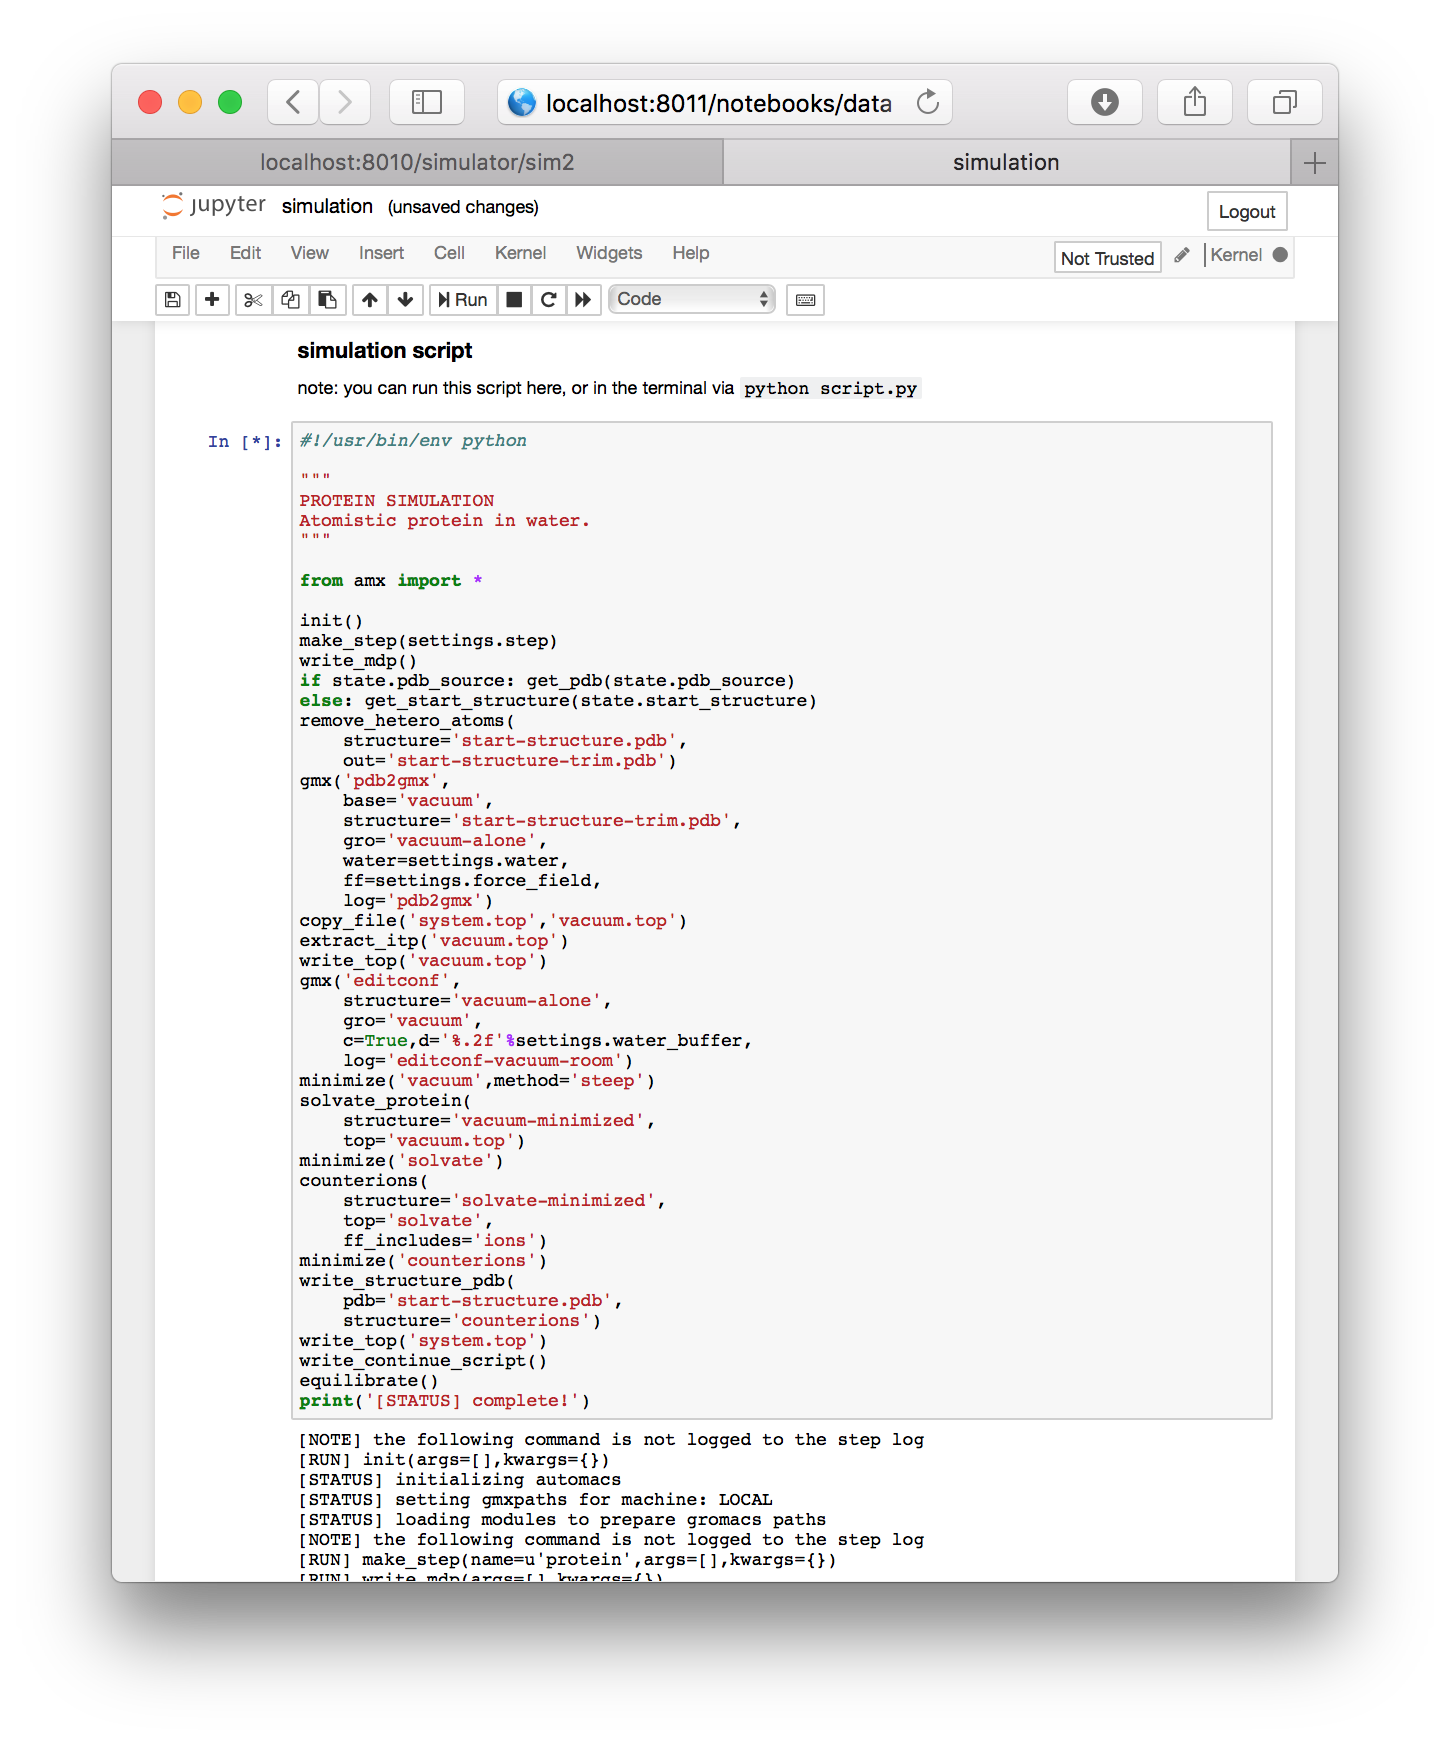 localhost:8011/notebooks/data
localhost:8010/simulator/sim2
simulation
jupyter simulation (unsaved changes)
Logout
File Edit View Insert Cell Kernel Widgets Help
Not Trusted
Kernel
Run
Code
simulation script
note: you can run this script here, or in the terminal via python script.py
In [*]:
#!/usr/bin/env python
"""
PROTEIN SIMULATION
Atomistic protein in water.
"""
from amx import *
init()
make_step(settings.step)
write_mdp()
if state.pdb_source: get_pdb(state.pdb_source)
else: get_start_structure(state.start_structure)
remove_hetero_atoms(
    structure='start-structure.pdb',
    out='start-structure-trim.pdb')
gmx('pdb2gmx',
    base='vacuum',
    structure='start-structure-trim.pdb',
    gro='vacuum-alone',
    water=settings.water,
    ff=settings.force_field,
    log='pdb2gmx')
copy_file('system.top','vacuum.top')
extract_itp('vacuum.top')
write_top('vacuum.top')
gmx('editconf',
    structure='vacuum-alone',
    gro='vacuum',
    c=True,d='%.2f'%settings.water_buffer,
    log='editconf-vacuum-room')
minimize('vacuum',method='steep')
solvate_protein(
    structure='vacuum-minimized',
    top='vacuum.top')
minimize('solvate')
counterions(
    structure='solvate-minimized',
    top='solvate',
    ff_includes='ions')
minimize('counterions')
write_structure_pdb(
    pdb='start-structure.pdb',
    structure='counterions')
write_top('system.top')
write_continue_script()
equilibrate()
print('[STATUS] complete!')
[NOTE] the following command is not logged to the step log
[RUN] init(args=[],kwargs={})
[STATUS] initializing automacs
[STATUS] setting gmxpaths for machine: LOCAL
[STATUS] loading modules to prepare gromacs paths
[NOTE] the following command is not logged to the step log
[RUN] make_step(name=u'protein',args=[],kwargs={})
[RUN] write_mdp(args=[],kwargs={})